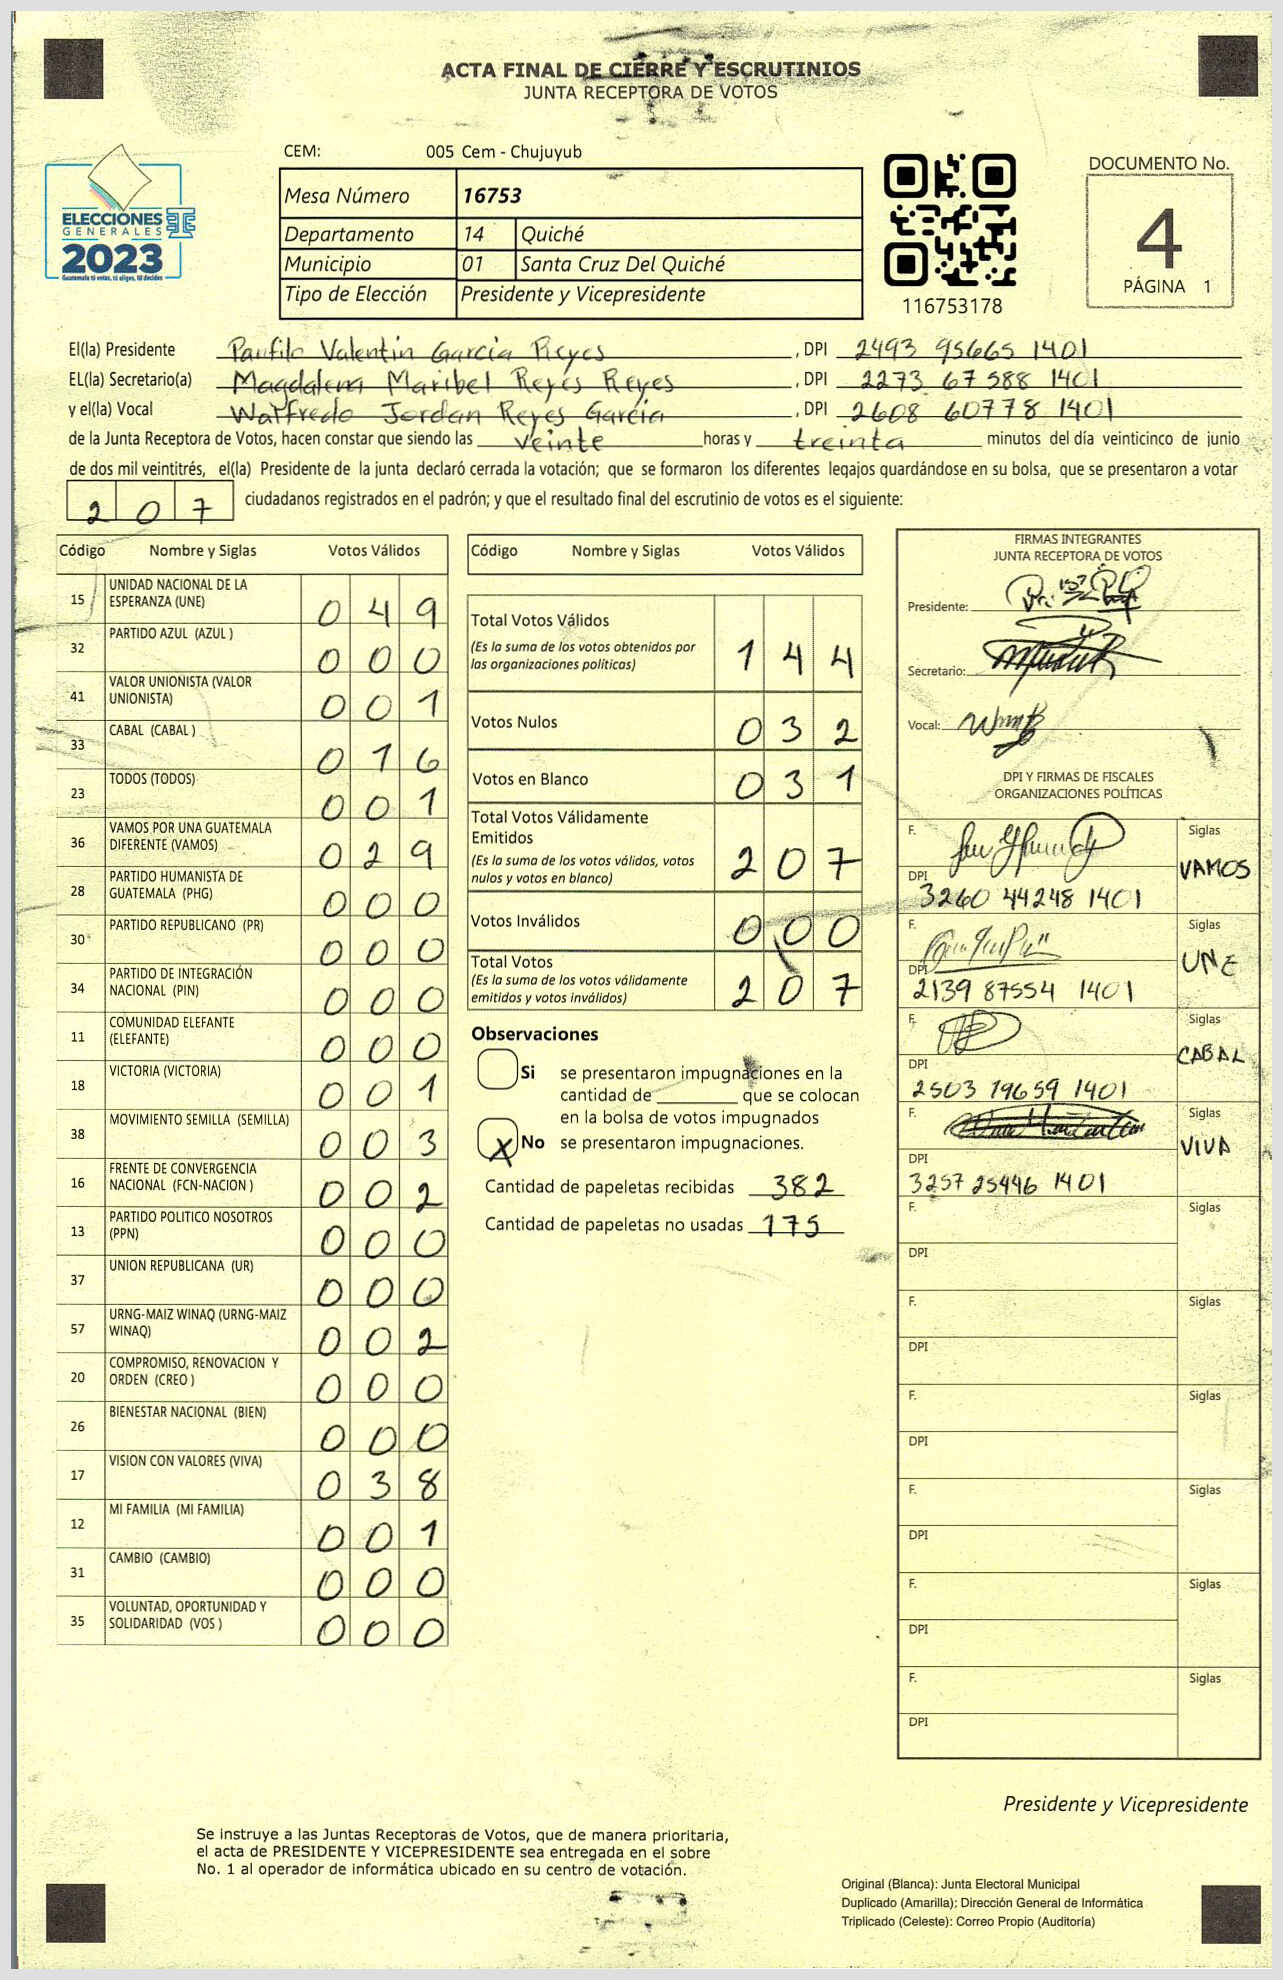 ACTA FINAL DE CIERRE Y ESCRUTINIOS
JUNTA RECEPTORA DE VOTOS
CEM: 005 Cem - Chujuyub
Mesa Número 16753
Departamento 14 Quiché
Municipio 01 Santa Cruz Del Quiché
Tipo de Elección Presidente y Vicepresidente
ELECCIONES
GENERALES
2023
Guatemala tú votas, tú eliges, tú decides
116753178
DOCUMENTO No.
4
PÁGINA 1
El(la) Presidente Panfilo Valentin Garcia Reyes, DPI 2493 95665 1401
EL(la) Secretario(a) Magdalena Maribel Reyes Reyes, DPI 2273 67588 1401
y el(la) Vocal Walfredo Jordan Reyes Garcia, DPI 2608 60778 1401
de la Junta Receptora de Votos, hacen constar que siendo las veinte horas y treinta minutos del día veinticinco de junio
de dos mil veintitrés, el(la) Presidente de la junta declaró cerrada la votación; que se formaron los diferentes legajos quardándose en su bolsa, que se presentaron a votar
207 ciudadanos registrados en el padrón; y que el resultado final del escrutinio de votos es el siguiente:
Código Nombre y Siglas Votos Válidos
15 UNIDAD NACIONAL DE LA ESPERANZA (UNE) 0 4 9
32 PARTIDO AZUL (AZUL ) 0 0 0
41 VALOR UNIONISTA (VALOR UNIONISTA) 0 0 1
33 CABAL (CABAL ) 0 1 6
23 TODOS (TODOS) 0 0 1
36 VAMOS POR UNA GUATEMALA DIFERENTE (VAMOS) 0 2 9
28 PARTIDO HUMANISTA DE GUATEMALA (PHG) 0 0 0
30 PARTIDO REPUBLICANO (PR) 0 0 0
34 PARTIDO DE INTEGRACIÓN NACIONAL (PIN) 0 0 0
11 COMUNIDAD ELEFANTE (ELEFANTE) 0 0 0
18 VICTORIA (VICTORIA) 0 0 1
38 MOVIMIENTO SEMILLA (SEMILLA) 0 0 3
16 FRENTE DE CONVERGENCIA NACIONAL (FCN-NACION ) 0 0 2
13 PARTIDO POLITICO NOSOTROS (PPN) 0 0 0
37 UNION REPUBLICANA (UR) 0 0 0
57 URNG-MAIZ WINAQ (URNG-MAIZ WINAQ) 0 0 2
20 COMPROMISO, RENOVACION Y ORDEN (CREO ) 0 0 0
26 BIENESTAR NACIONAL (BIEN) 0 0 0
17 VISION CON VALORES (VIVA) 0 3 8
12 MI FAMILIA (MI FAMILIA) 0 0 1
31 CAMBIO (CAMBIO) 0 0 0
35 VOLUNTAD, OPORTUNIDAD Y SOLIDARIDAD (VOS ) 0 0 0
Código Nombre y Siglas Votos Válidos
Total Votos Válidos 1 4 4
(Es la suma de los votos obtenidos por
las organizaciones políticas)
Votos Nulos 0 3 2
Votos en Blanco 0 3 1
Total Votos Válidamente
Emitidos 2 0 7
(Es la suma de los votos válidos, votos
nulos y votos en blanco)
Votos Inválidos 0 0 0
Total Votos 2 0 7
(Es la suma de los votos válidamente
emitidos y votos inválidos)
Observaciones
Si se presentaron impugnaciones en la
cantidad de ________ que se colocan
en la bolsa de votos impugnados
X No se presentaron impugnaciones.
Cantidad de papeletas recibidas 382
Cantidad de papeletas no usadas 175
FIRMAS INTEGRANTES
JUNTA RECEPTORA DE VOTOS
Presidente:
Secretario:
Vocal:
DPI Y FIRMAS DE FISCALES
ORGANIZACIONES POLÍTICAS
F. Siglas
VAMOS
DPI
3260 44248 1401
F. Siglas
UNE
DPI
2139 87554 1401
F. Siglas
CABAL
DPI
2503 19659 1401
F. Siglas
VIVA
DPI
3257 25446 1401
F. Siglas
DPI
F. Siglas
DPI
F. Siglas
DPI
F. Siglas
DPI
F. Siglas
DPI
F. Siglas
DPI
Presidente y Vicepresidente
Se instruye a las Juntas Receptoras de Votos, que de manera prioritaria,
el acta de PRESIDENTE Y VICEPRESIDENTE sea entregada en el sobre
No. 1 al operador de informática ubicado en su centro de votación.
Original (Blanca): Junta Electoral Municipal
Duplicado (Amarilla): Dirección General de Informática
Triplicado (Celeste): Correo Propio (Auditoría)